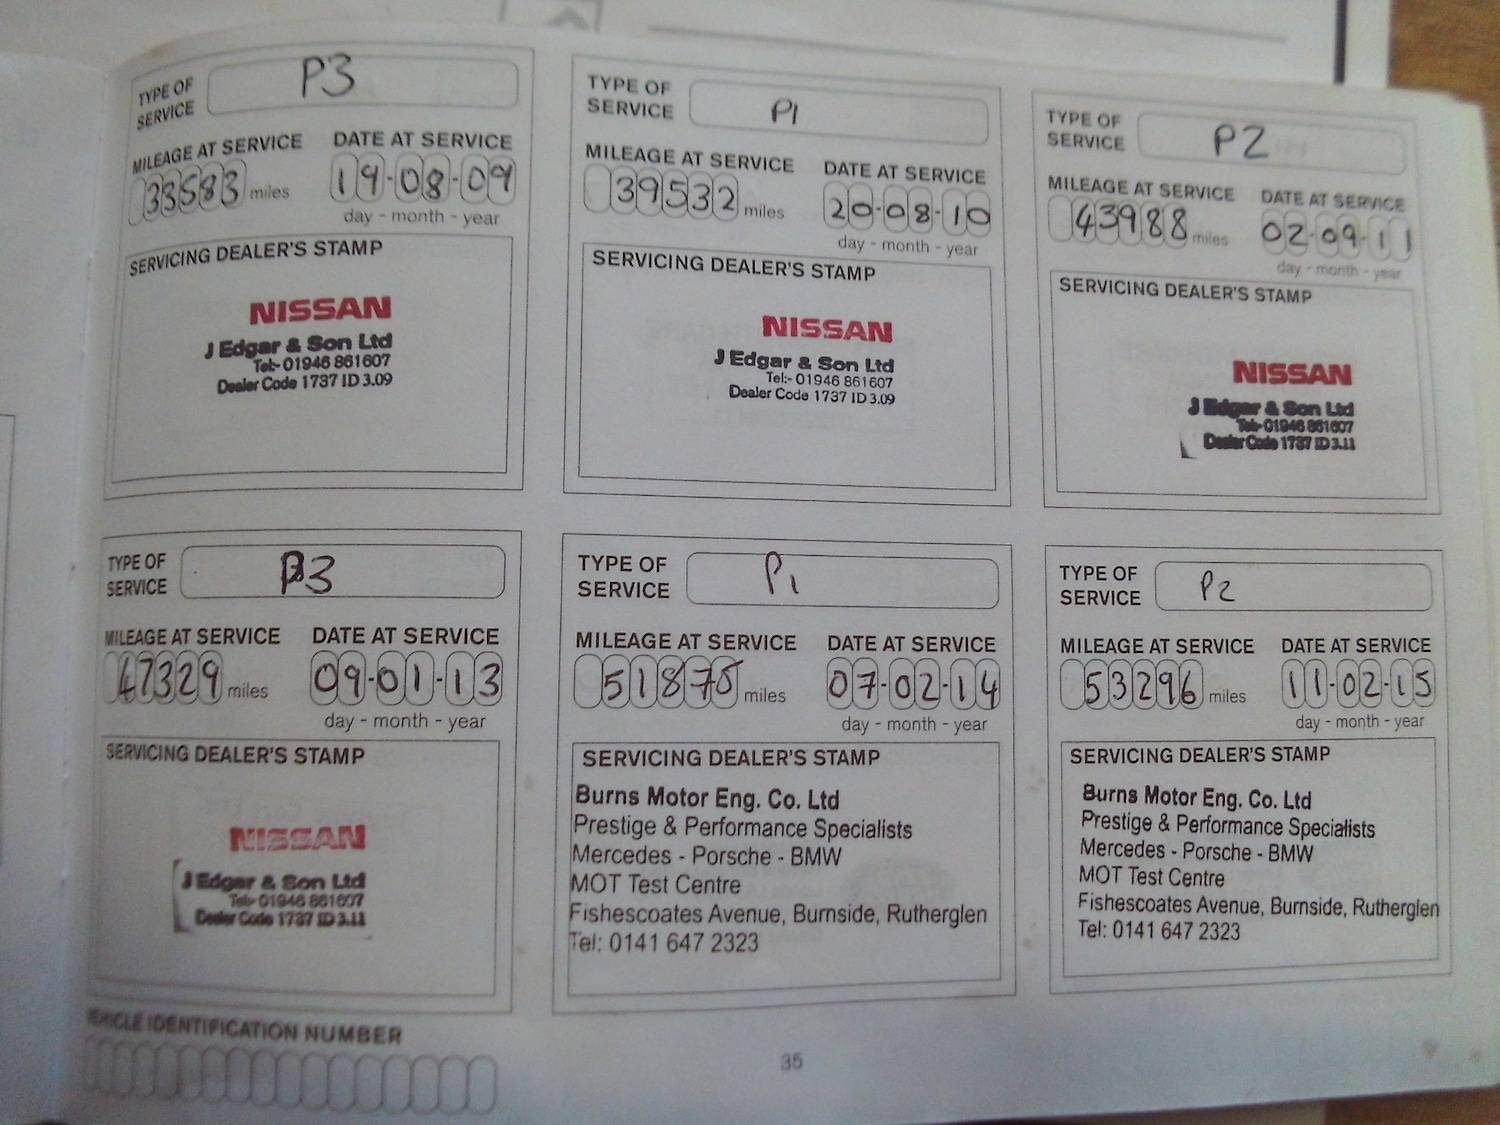 TYPE OF SERVICE P3
MILEAGE AT SERVICE DATE AT SERVICE
33583 miles 19-08-09
day - month - year
SERVICING DEALER'S STAMP
NISSAN
J Edgar & Son Ltd
Tel:- 01946 861607
Dealer Code 1737 ID 3.09
TYPE OF SERVICE P1
MILEAGE AT SERVICE DATE AT SERVICE
39532 miles 20-08-10
day - month - year
SERVICING DEALER'S STAMP
NISSAN
J Edgar & Son Ltd
Tel:- 01946 861607
Dealer Code 1737 ID 3.09
TYPE OF SERVICE P2
MILEAGE AT SERVICE DATE AT SERVICE
43988 miles 02-09-11
day - month - year
SERVICING DEALER'S STAMP
NISSAN
J Edgar & Son Ltd
Tel:- 01946 861607
Dealer Code 1737 ID 3.11
TYPE OF SERVICE P3
MILEAGE AT SERVICE DATE AT SERVICE
47329 miles 09-01-13
day - month - year
SERVICING DEALER'S STAMP
NISSAN
J Edgar & Son Ltd
Tel:- 01946 861607
Dealer Code 1737 ID 3.11
TYPE OF SERVICE P1
MILEAGE AT SERVICE DATE AT SERVICE
51875 miles 07-02-14
day - month - year
SERVICING DEALER'S STAMP
Burns Motor Eng. Co. Ltd
Prestige & Performance Specialists
Mercedes - Porsche - BMW
MOT Test Centre
Fishescoates Avenue, Burnside, Rutherglen
Tel: 0141 647 2323
TYPE OF SERVICE P2
MILEAGE AT SERVICE DATE AT SERVICE
53296 miles 11-02-15
day - month - year
SERVICING DEALER'S STAMP
Burns Motor Eng. Co. Ltd
Prestige & Performance Specialists
Mercedes - Porsche - BMW
MOT Test Centre
Fishescoates Avenue, Burnside, Rutherglen
Tel: 0141 647 2323
VEHICLE IDENTIFICATION NUMBER
35